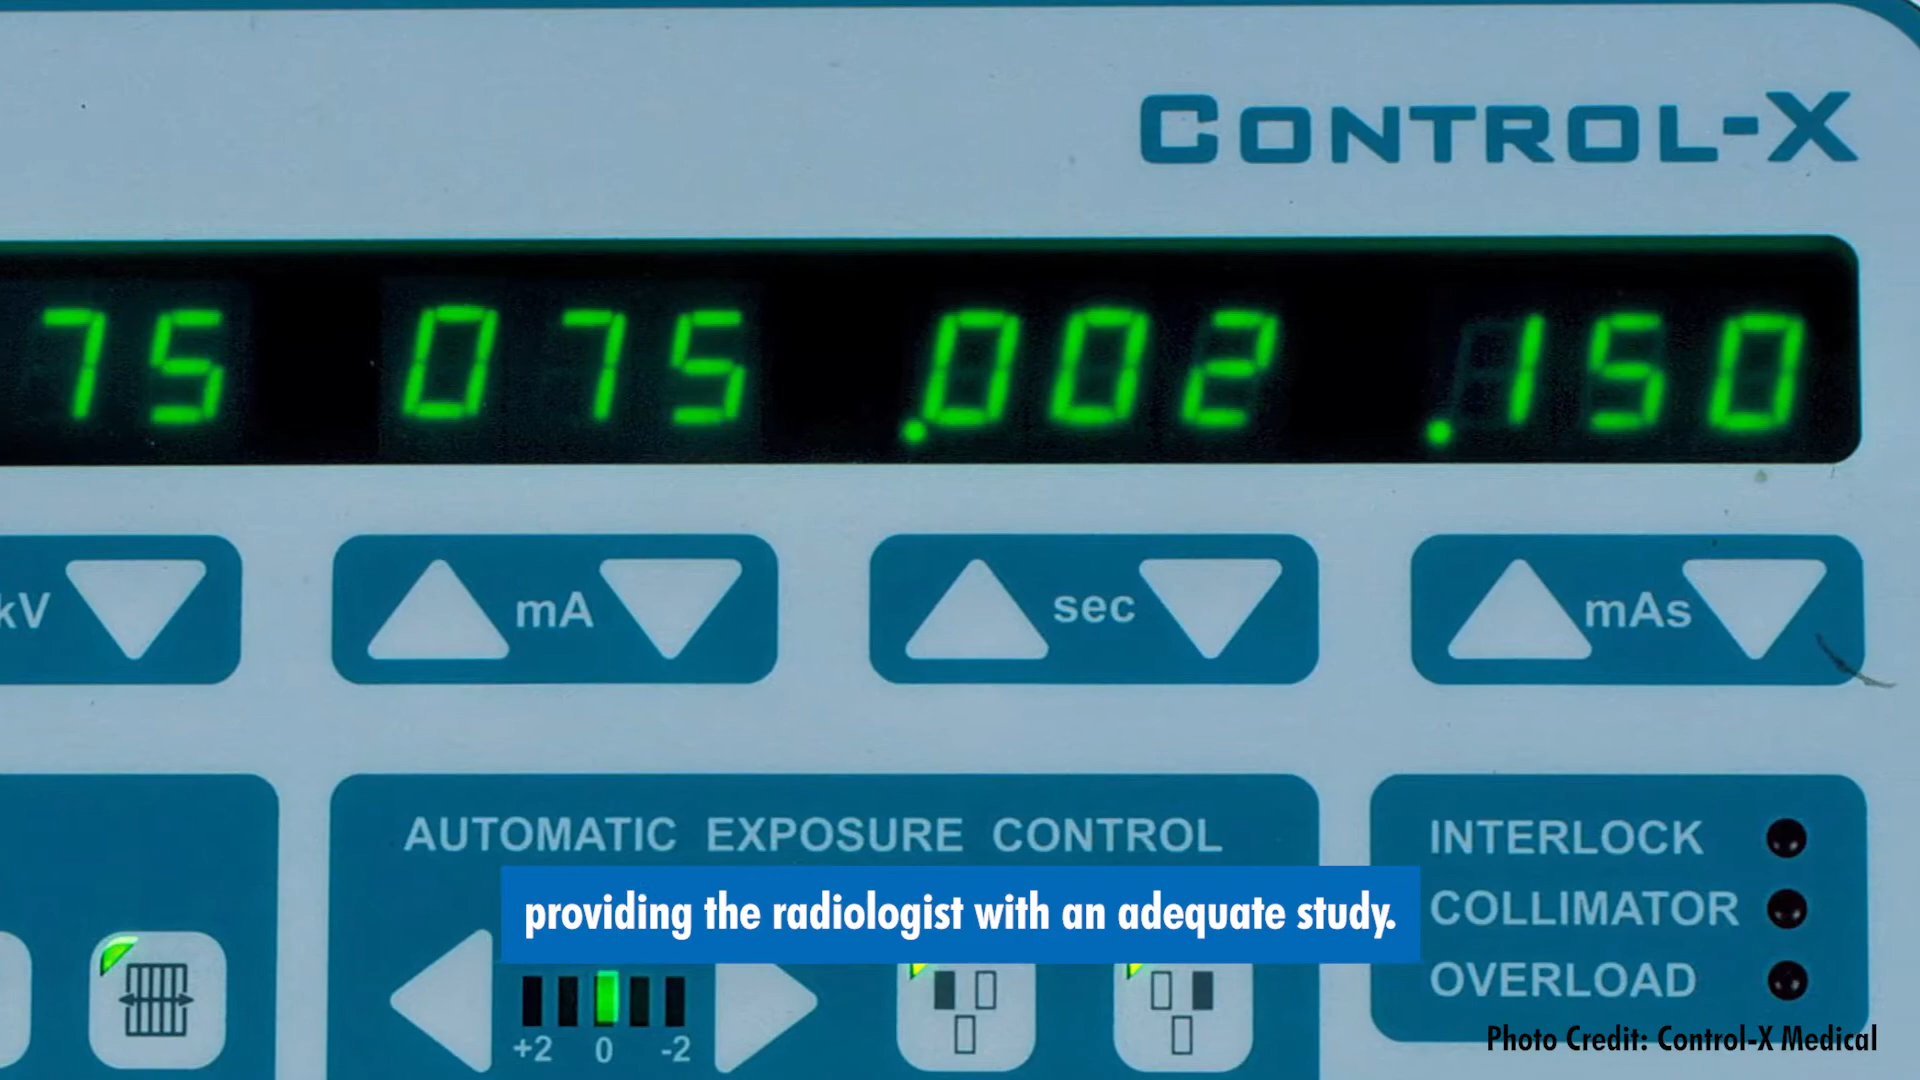 CONTROL-X
75 075 .002 .150
kV mA sec mAs
AUTOMATIC EXPOSURE CONTROL
INTERLOCK
COLLIMATOR
OVERLOAD
providing the radiologist with an adequate study.
+2 0 -2
Photo Credit: Control-X Medical